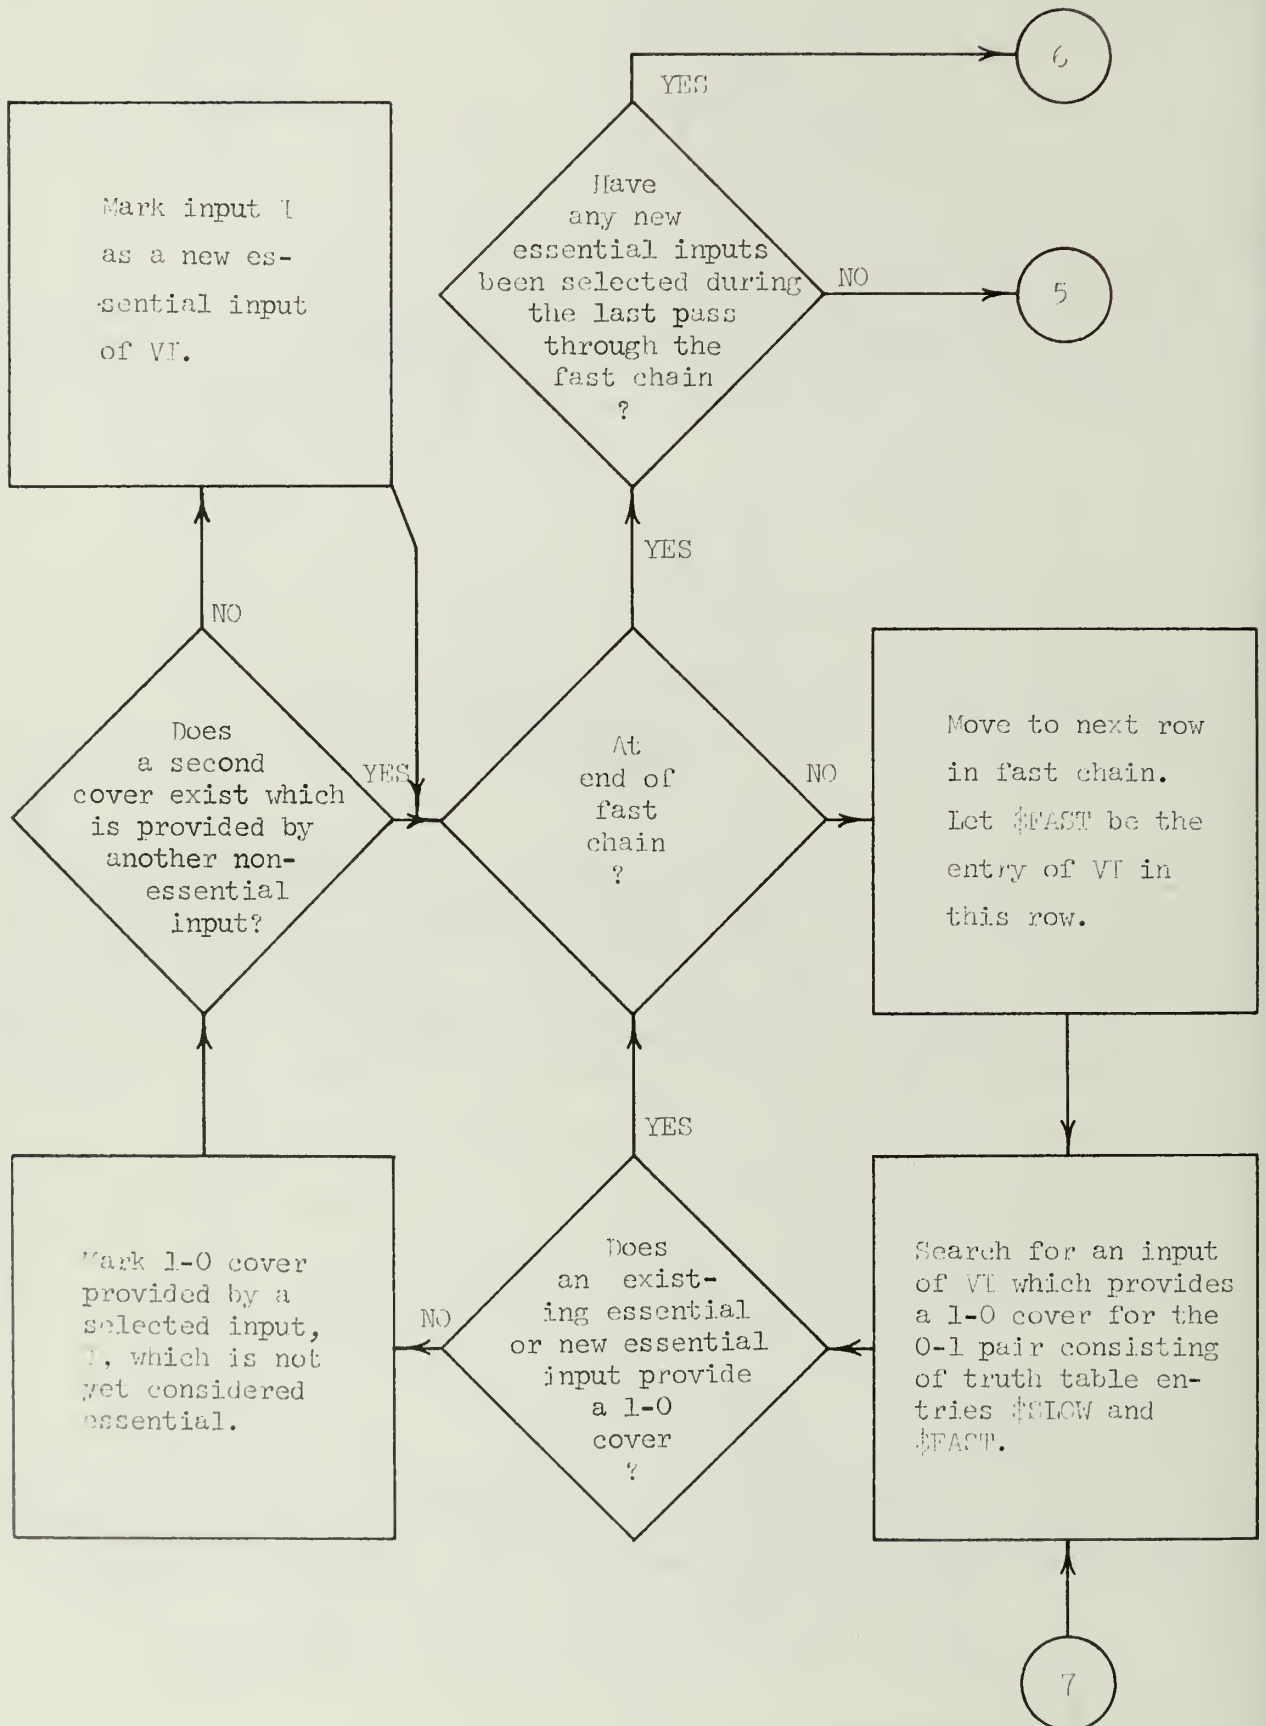 6
YES
Have
any new
essential inputs
been selected during
the last pass
through the
fast chain
?
NO
5
Mark input I
as a new es-
sential input
of VI.
YES
NO
Does
a second
cover exist which
is provided by
another non-
essential
input?
YES
At
end of
fast
chain
?
NO
Move to next row
in fast chain.
Let $FAST be the
entry of VI in
this row.
YES
Mark 1-0 cover
provided by a
selected input,
which is not
yet considered
essential.
NO
Does
an exist-
ing essential
or new essential
input provide
a 1-0
cover
?
Search for an input
of VI which provides
a 1-0 cover for the
0-1 pair consisting
of truth table en-
tries $SLOW and
$FAST.
7